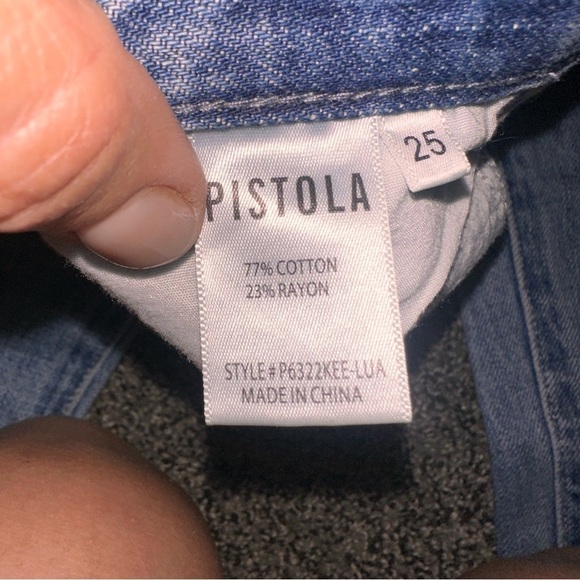 PISTOLA
25
77% COTTON
23% RAYON
STYLE#P6322KEE-LUA
MADE IN CHINA